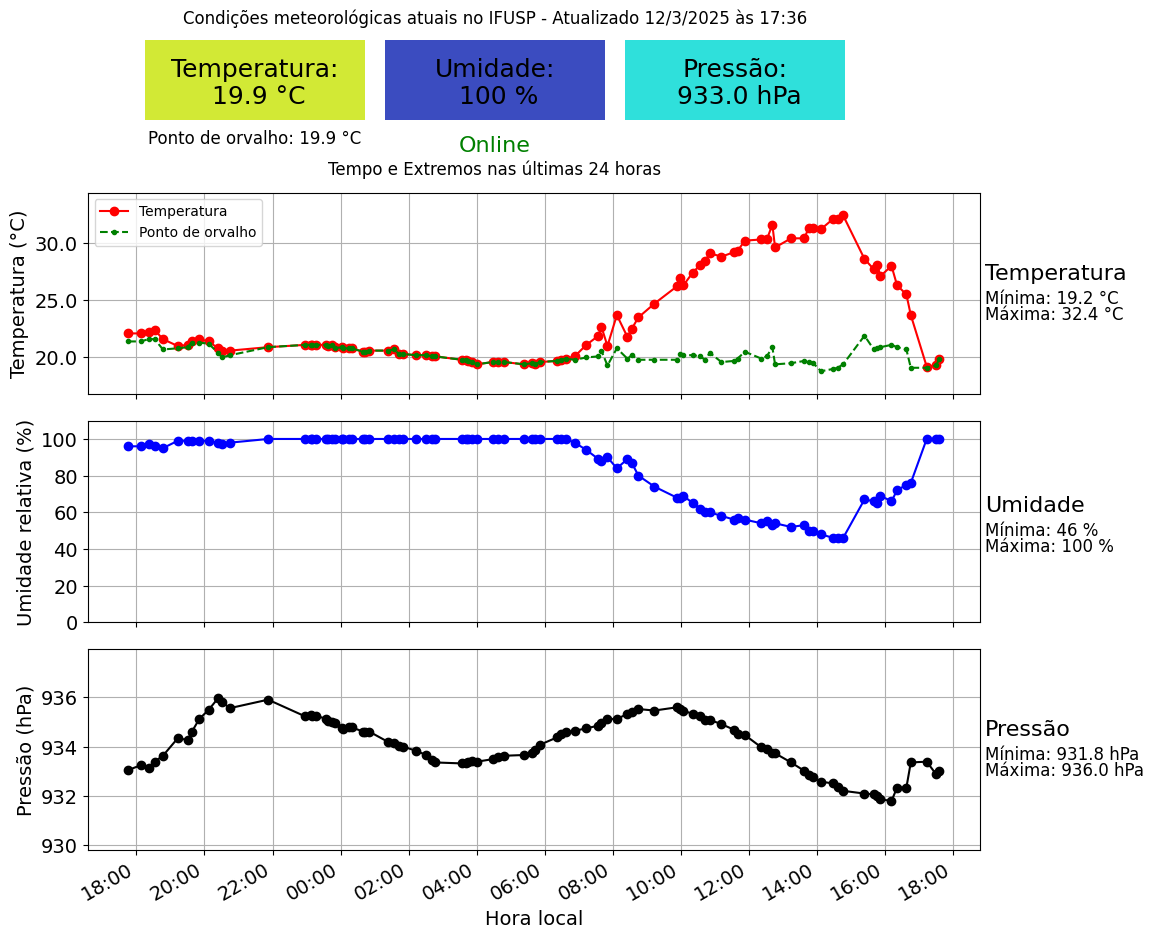 Condições meteorológicas atuais no IFUSP - Atualizado 12/3/2025 às 17:36
Temperatura:
19.9 °C
Umidade:
100 %
Pressão:
933.0 hPa
Ponto de orvalho: 19.9 °C
Online
Tempo e Extremos nas últimas 24 horas
Temperatura
Ponto de orvalho
Temperatura (°C)
30.0
25.0
20.0
Temperatura
Mínima: 19.2 °C
Máxima: 32.4 °C
Umidade relativa (%)
100
80
60
40
20
0
Umidade
Mínima: 46 %
Máxima: 100 %
Pressão (hPa)
936
934
932
930
Pressão
Mínima: 931.8 hPa
Máxima: 936.0 hPa
18:00
20:00
22:00
00:00
02:00
04:00
06:00
08:00
10:00
12:00
14:00
16:00
18:00
Hora local